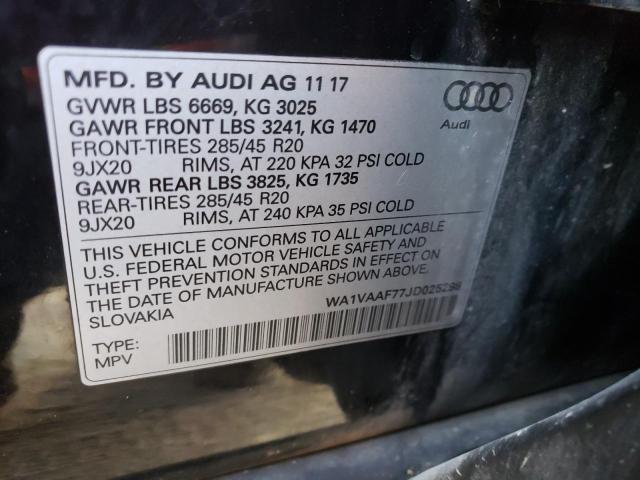 MFD. BY AUDI AG 11 17
GVWR LBS 6669, KG 3025
GAWR FRONT LBS 3241, KG 1470
FRONT-TIRES 285/45 R20
9JX20 RIMS, AT 220 KPA 32 PSI COLD
GAWR REAR LBS 3825, KG 1735
REAR-TIRES 285/45 R20
9JX20 RIMS, AT 240 KPA 35 PSI COLD
Audi
THIS VEHICLE CONFORMS TO ALL APPLICABLE
U.S. FEDERAL MOTOR VEHICLE SAFETY AND
THEFT PREVENTION STANDARDS IN EFFECT ON
THE DATE OF MANUFACTURE SHOWN ABOVE.
SLOVAKIA
TYPE:
MPV